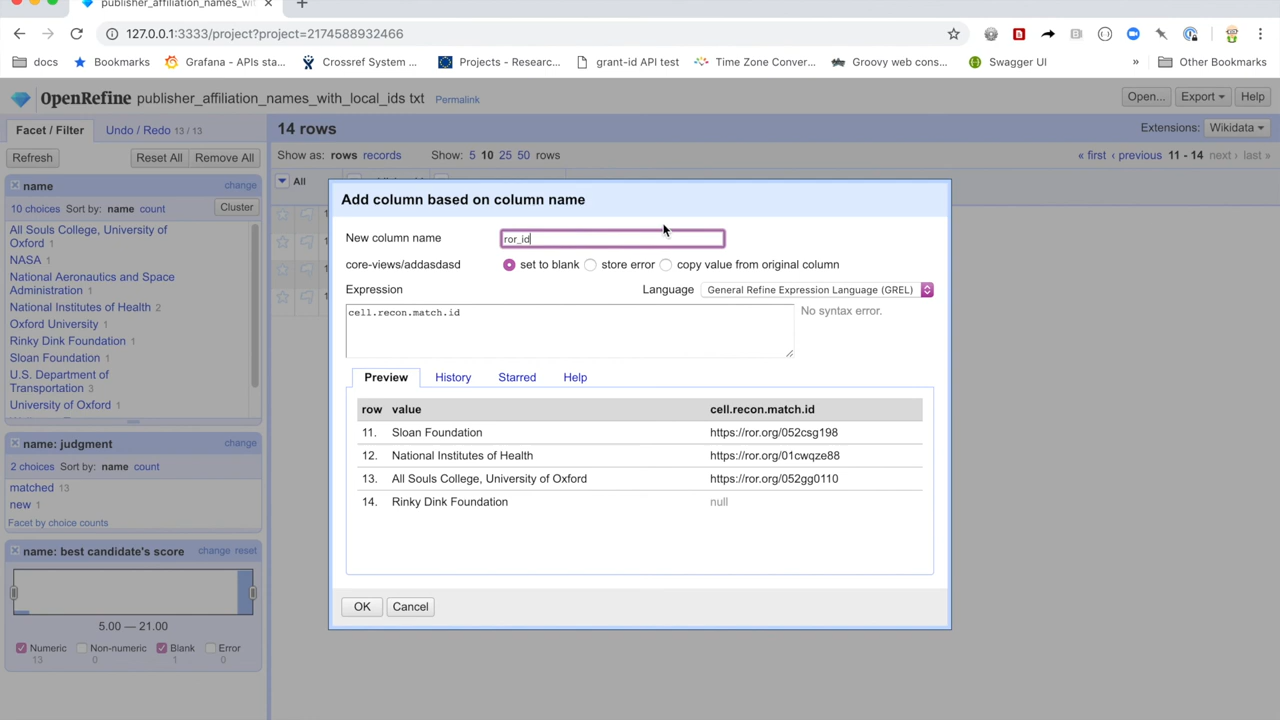 publisher_affiliation_names_wi
127.0.0.1:3333/project?project=2174588932466
docs Bookmarks Grafana - APIs sta... Crossref System ... Projects - Researc... grant-id API test Time Zone Conver... Groovy web cons... Swagger UI » Other Bookmarks
OpenRefine publisher_affiliation_names_with_local_ids txt Permalink Open... Export Help
Facet / Filter Undo / Redo 13 / 13 14 rows Extensions: Wikidata
Refresh Reset All Remove All Show as: rows records Show: 5 10 25 50 rows « first ‹ previous 11 - 14 next › last »
All
name change
10 choices Sort by: name count Cluster
All Souls College, University of
Oxford 1
NASA 1
National Aeronautics and Space
Administration 1
National Institutes of Health 2
Oxford University 1
Rinky Dink Foundation 1
Sloan Foundation 1
U.S. Department of
Transportation 3
University of Oxford 1
name: judgment change
2 choices Sort by: name count
matched 13
new 1
Facet by choice counts
name: best candidate's score change reset
5.00 — 21.00
Numeric Non-numeric Blank Error
13 0 1 0
Add column based on column name
New column name ror_id
core-views/addasdasd set to blank store error copy value from original column
Expression Language General Refine Expression Language (GREL)
cell.recon.match.id No syntax error.
Preview History Starred Help
row value cell.recon.match.id
11. Sloan Foundation https://ror.org/052csg198
12. National Institutes of Health https://ror.org/01cwqze88
13. All Souls College, University of Oxford https://ror.org/052gg0110
14. Rinky Dink Foundation null
OK Cancel